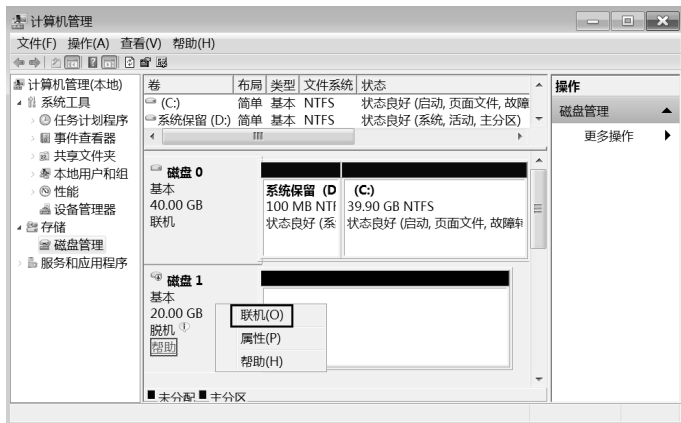 计算机管理
文件(F) 操作(A) 查看(V) 帮助(H)
计算机管理(本地)
系统工具
任务计划程序
事件查看器
共享文件夹
本地用户和组
性能
设备管理器
存储
磁盘管理
服务和应用程序
卷 布局 类型 文件系统 状态
(C:) 简单 基本 NTFS 状态良好 (启动, 页面文件, 故障
系统保留 (D:) 简单 基本 NTFS 状态良好 (系统, 活动, 主分区)
磁盘 0
基本
40.00 GB
联机
系统保留 (D
100 MB NTF
状态良好 (系
(C:)
39.90 GB NTFS
状态良好 (启动, 页面文件, 故障转
磁盘 1
基本
20.00 GB
脱机
帮助
联机(O)
属性(P)
帮助(H)
未分配 主分区
操作
磁盘管理
更多操作